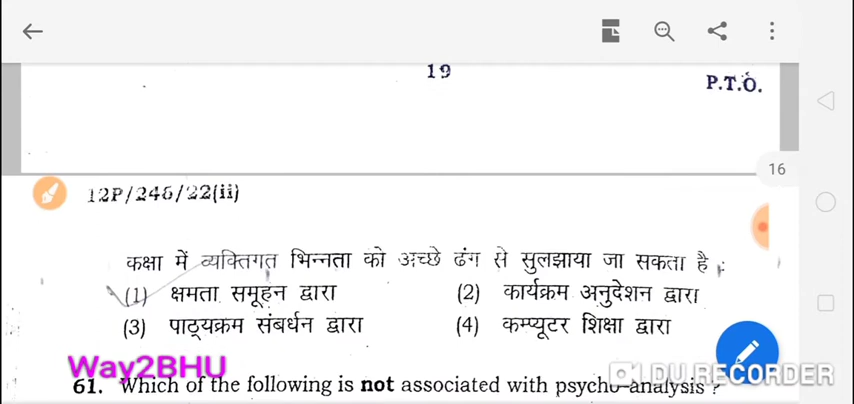 19
P.T.O.
16
12P/246/22(ii)
कक्षा में व्यक्तिगत भिन्नता को अच्छे ढंग से सुलझाया जा सकता है :
(1) क्षमता समूहन द्वारा (2) कार्यक्रम अनुदेशन द्वारा
(3) पाठ्यक्रम संबर्धन द्वारा (4) कम्प्यूटर शिक्षा द्वारा
Way2BHU
DU RECORDER
61. Which of the following is not associated with psycho-analysis ?